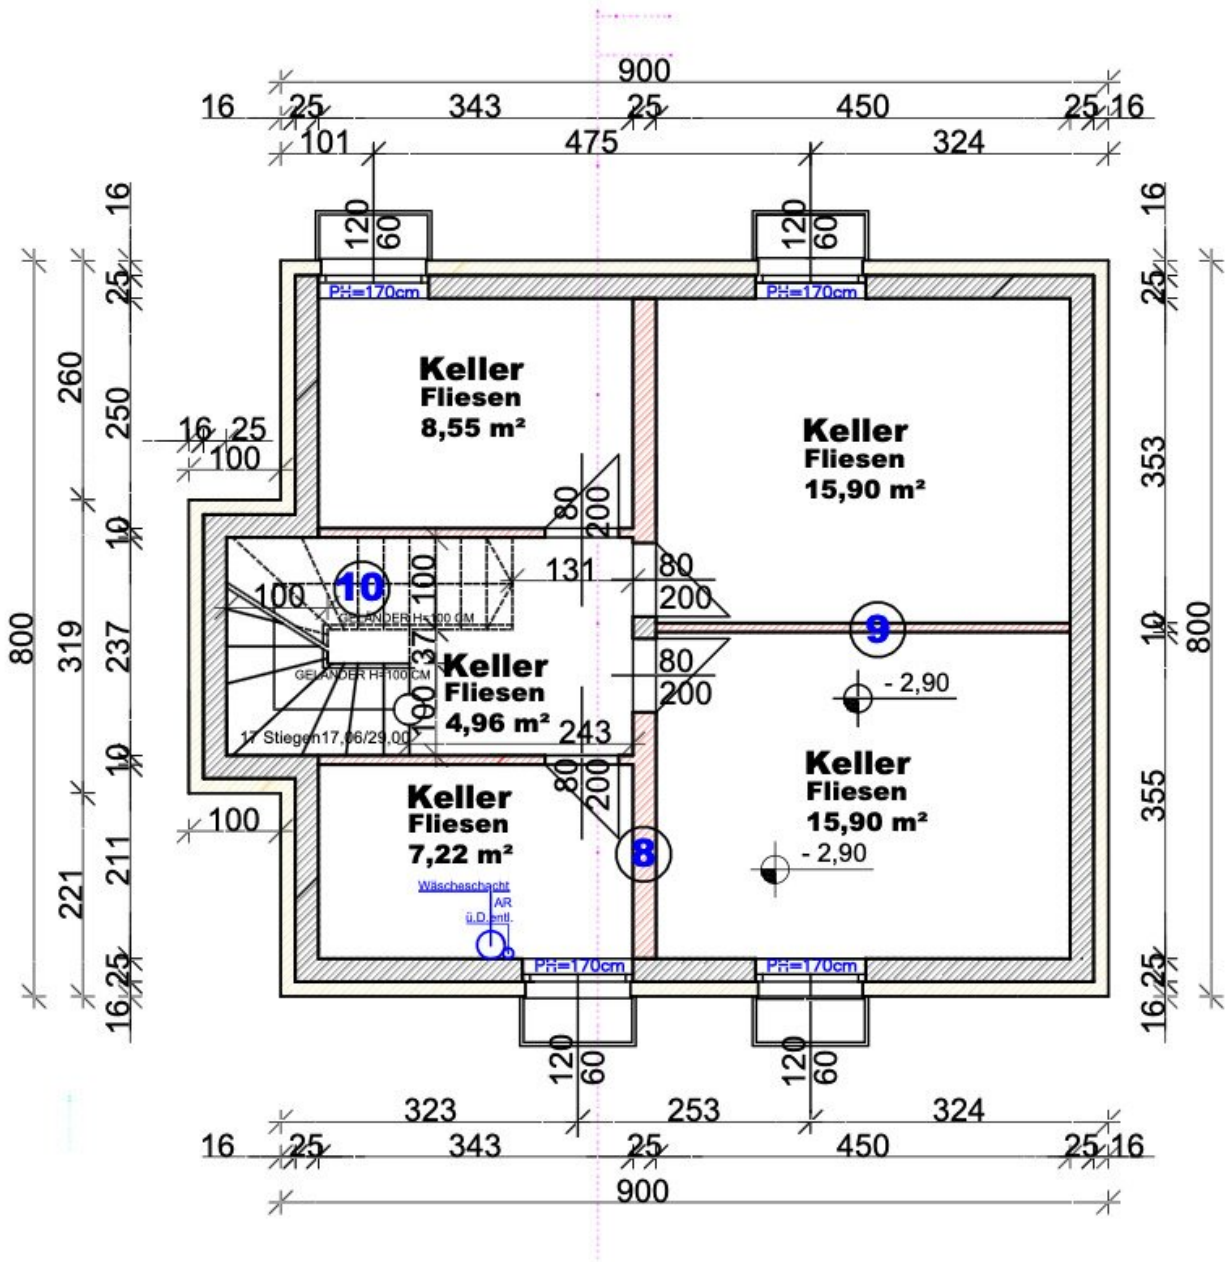 900
16 25 343 25 450 25 16
101 475 324
16 25 250 10 237 10 211 25 16
260 319 221
800
16 25 353 10 355 25 16
800
120 60
120 60
PH=170cm
PH=170cm
Keller
Fliesen
8,55 m²
Keller
Fliesen
15,90 m²
16 25
100
80 200
10
100
100
131
80
200
GELÄNDER H=100 CM
37
9
Keller
Fliesen
4,96 m²
GELÄNDER H=100 CM
80
200
- 2,90
100
17 Stiegen17,06/29,00
243
80 200
Keller
Fliesen
15,90 m²
100
Keller
Fliesen
7,22 m²
8
- 2,90
Wäscheschacht
AR
ü.D.entl.
PH=170cm
PH=170cm
120 60
120 60
323 253 324
16 25 343 25 450 25 16
900